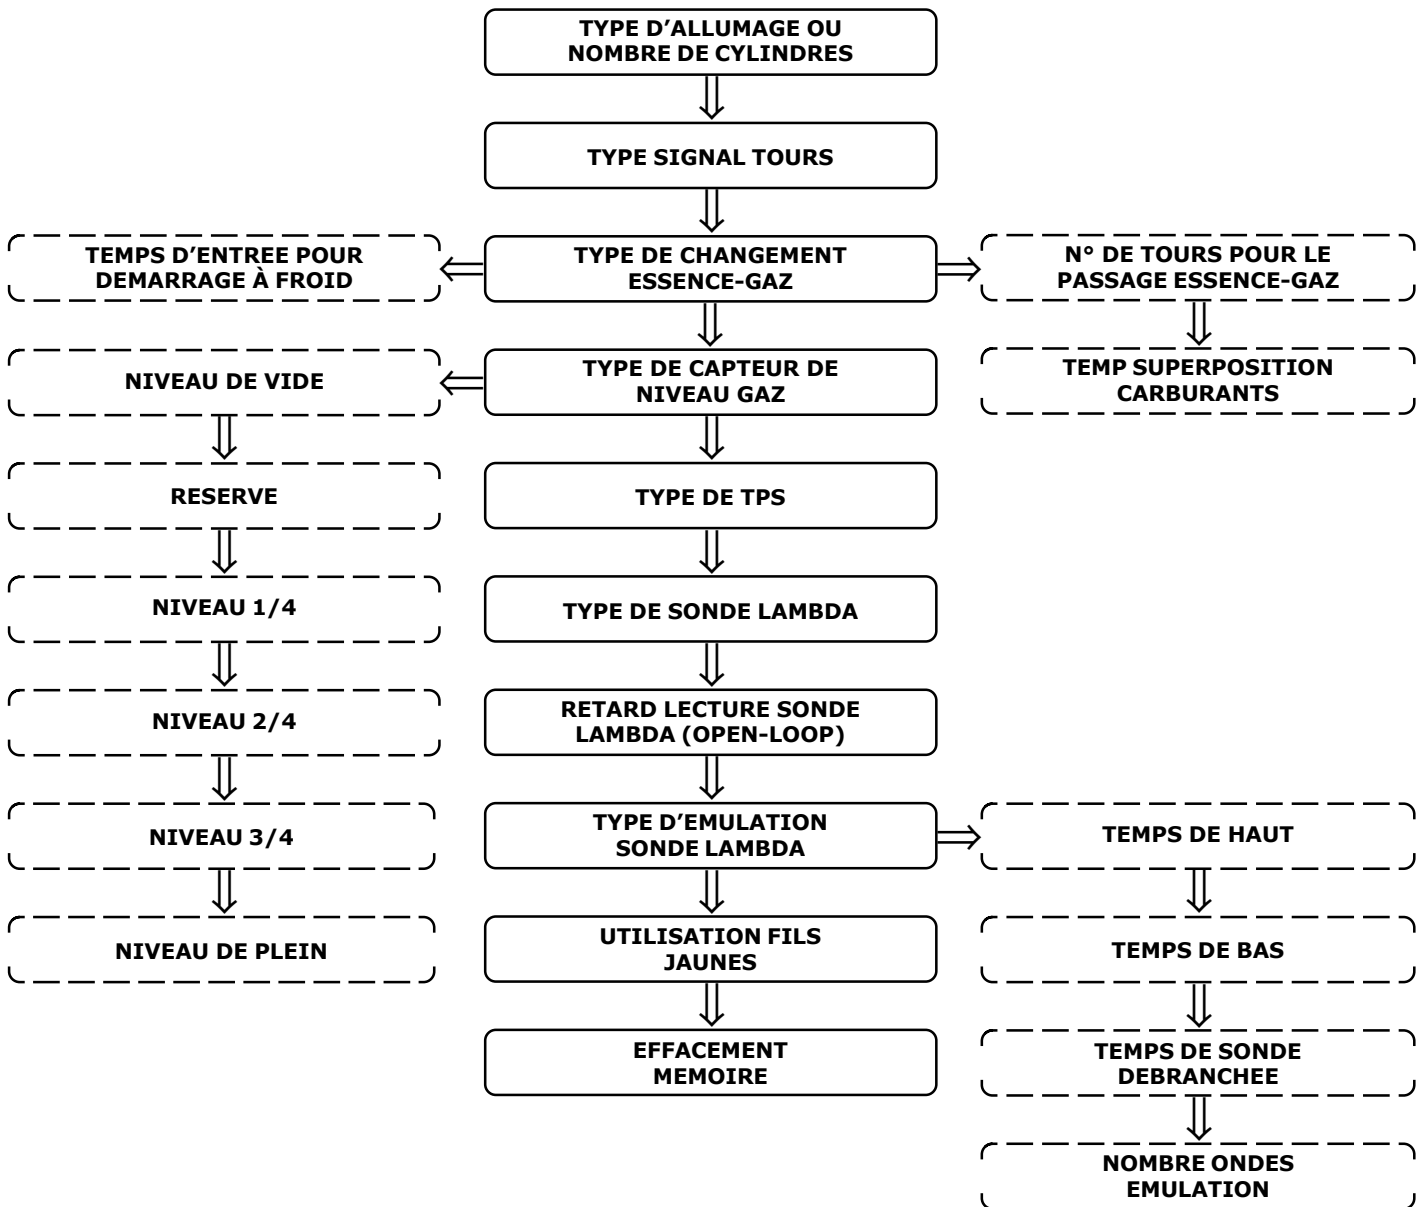 TYPE D'ALLUMAGE OU
NOMBRE DE CYLINDRES
TYPE SIGNAL TOURS
TEMPS D'ENTREE POUR
DEMARRAGE À FROID
TYPE DE CHANGEMENT
ESSENCE-GAZ
N° DE TOURS POUR LE
PASSAGE ESSENCE-GAZ
NIVEAU DE VIDE
TYPE DE CAPTEUR DE
NIVEAU GAZ
TEMP SUPERPOSITION
CARBURANTS
RESERVE
TYPE DE TPS
NIVEAU 1/4
TYPE DE SONDE LAMBDA
NIVEAU 2/4
RETARD LECTURE SONDE
LAMBDA (OPEN-LOOP)
NIVEAU 3/4
TYPE D'EMULATION
SONDE LAMBDA
TEMPS DE HAUT
NIVEAU DE PLEIN
UTILISATION FILS
JAUNES
TEMPS DE BAS
EFFACEMENT
MEMOIRE
TEMPS DE SONDE
DEBRANCHEE
NOMBRE ONDES
EMULATION